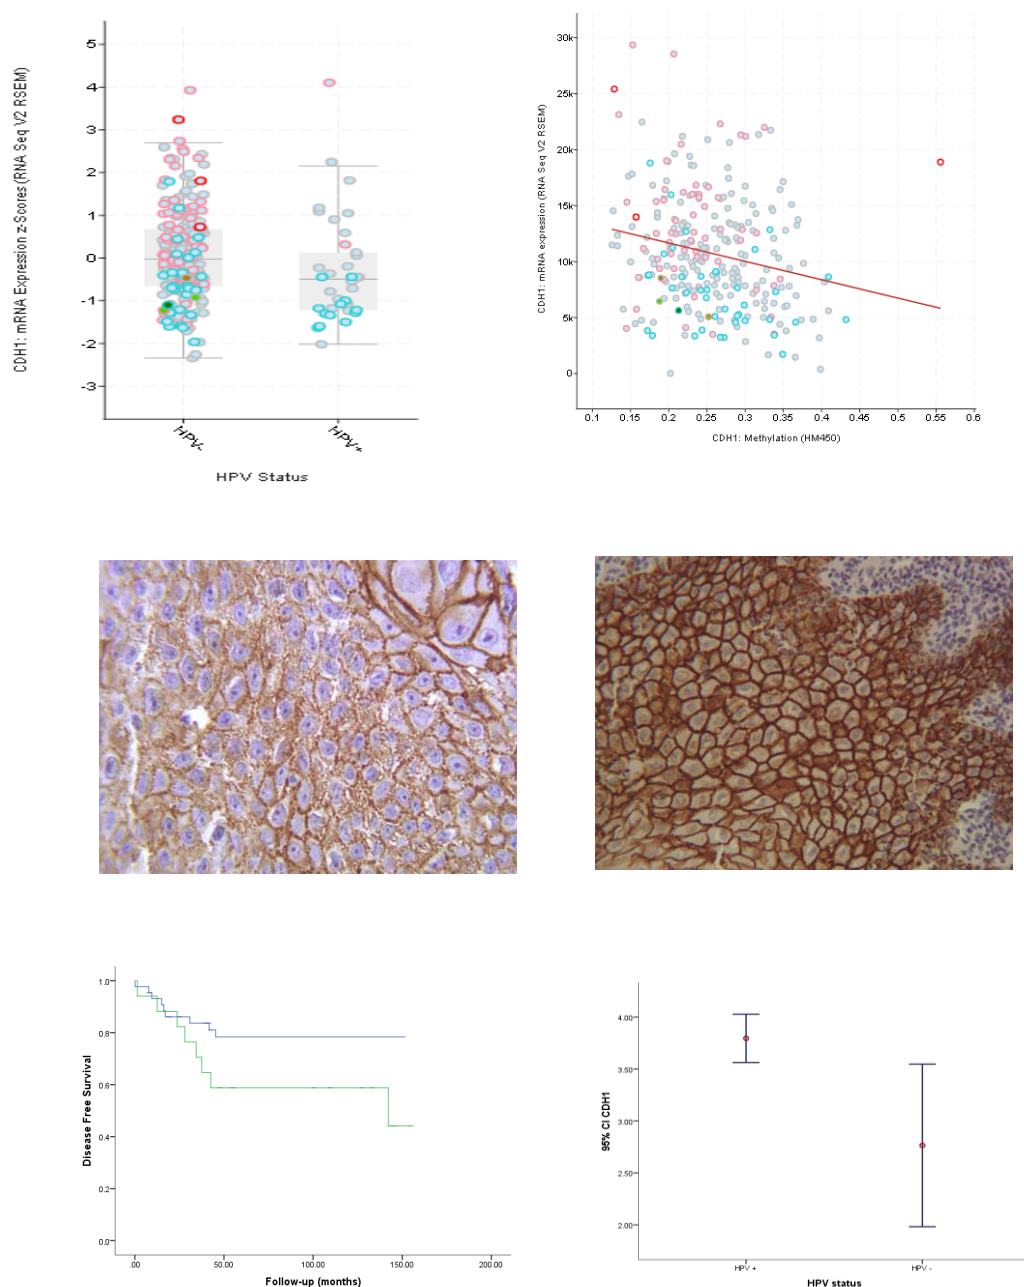 CDH1: mRNA Expression z-Scores (RNA Seq V2 RSEM)
5
4
3
2
1
0
-1
-2
-3
HPV-
HPV+
HPV Status
CDH1: mRNA expression (RNA Seq V2 RSEM)
30k
25k
20k
15k
10k
5k
0
0.1
0.15
0.2
0.25
0.3
0.35
0.4
0.45
0.5
0.55
0.6
CDH1: Methylation (HM450)
Disease Free Survival
1.0
0.8
0.6
0.4
0.2
0.0
.00
50.00
100.00
150.00
200.00
Follow-up (months)
95% CI CDH1
4.00
3.50
3.00
2.50
2.00
HPV +
HPV -
HPV status